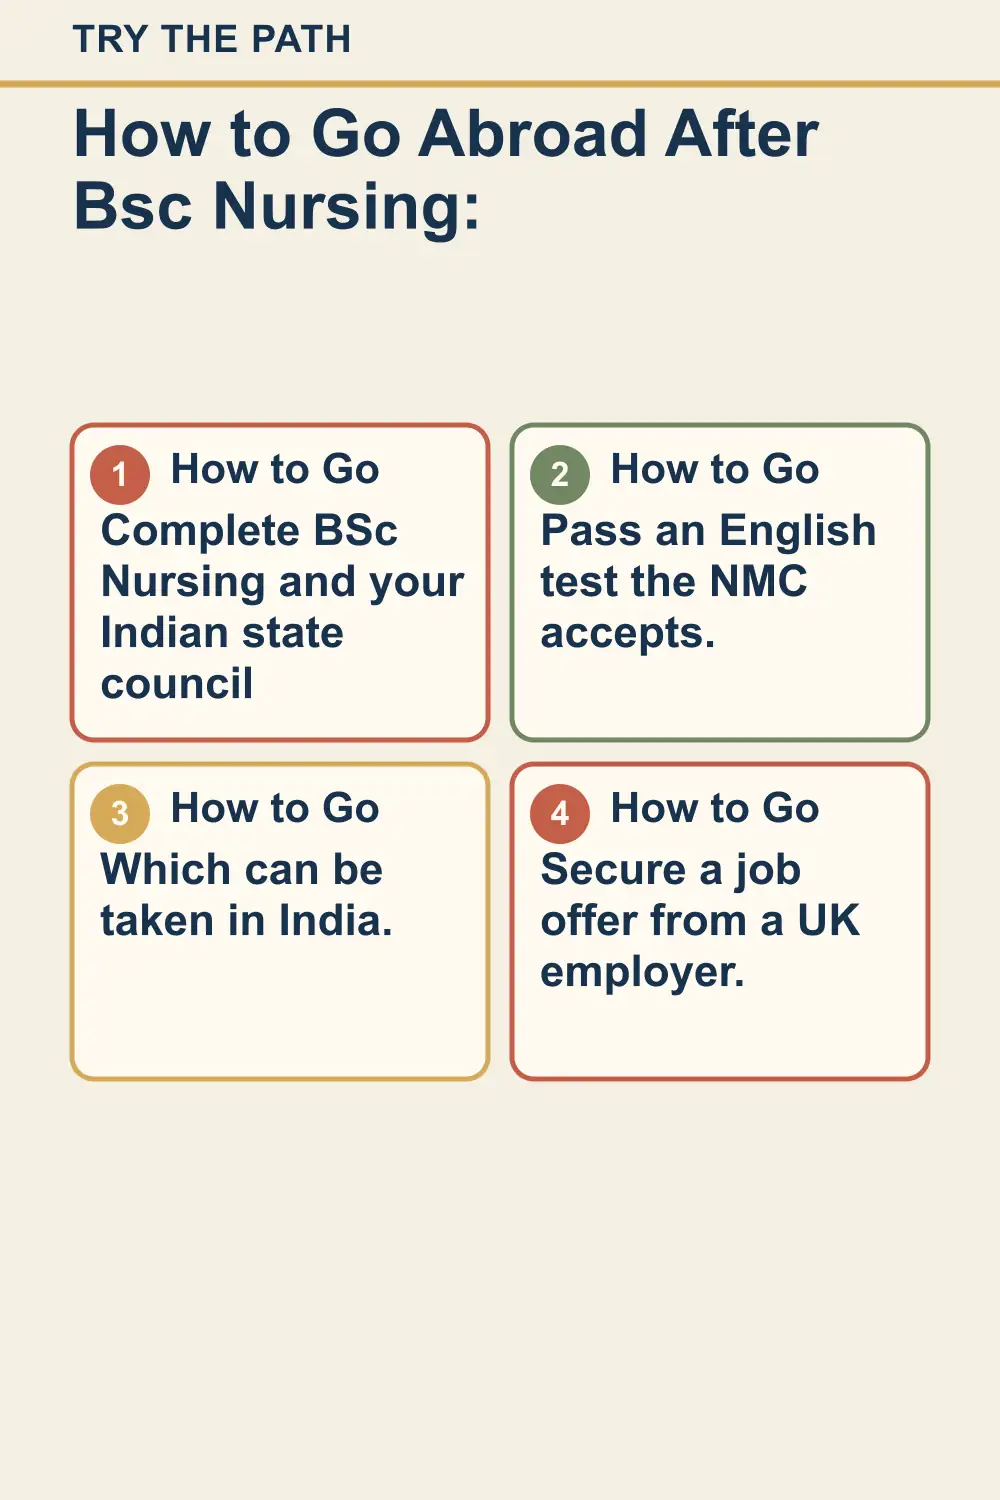 TRY THE PATH
How to Go Abroad After
Bsc Nursing:
1 How to Go
Complete BSc
Nursing and your
Indian state
council
2 How to Go
Pass an English
test the NMC
accepts.
3 How to Go
Which can be
taken in India.
4 How to Go
Secure a job
offer from a UK
employer.